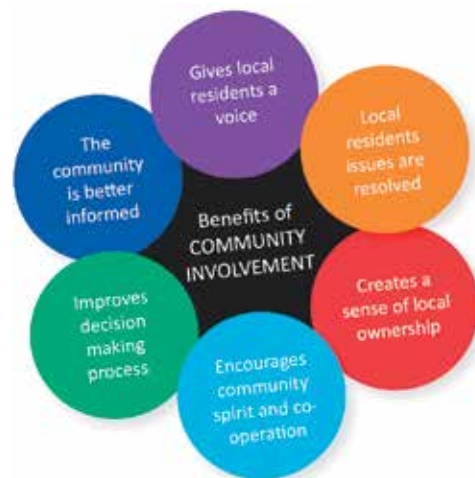 Benefits of
COMMUNITY
INVOLVEMENT
Gives local
residents a
voice
Local
residents
issues are
resolved
Creates a
sense of local
ownership
Encourages
community
spirit and co-
operation
Improves
decision
making
process
The
community
is better
informed